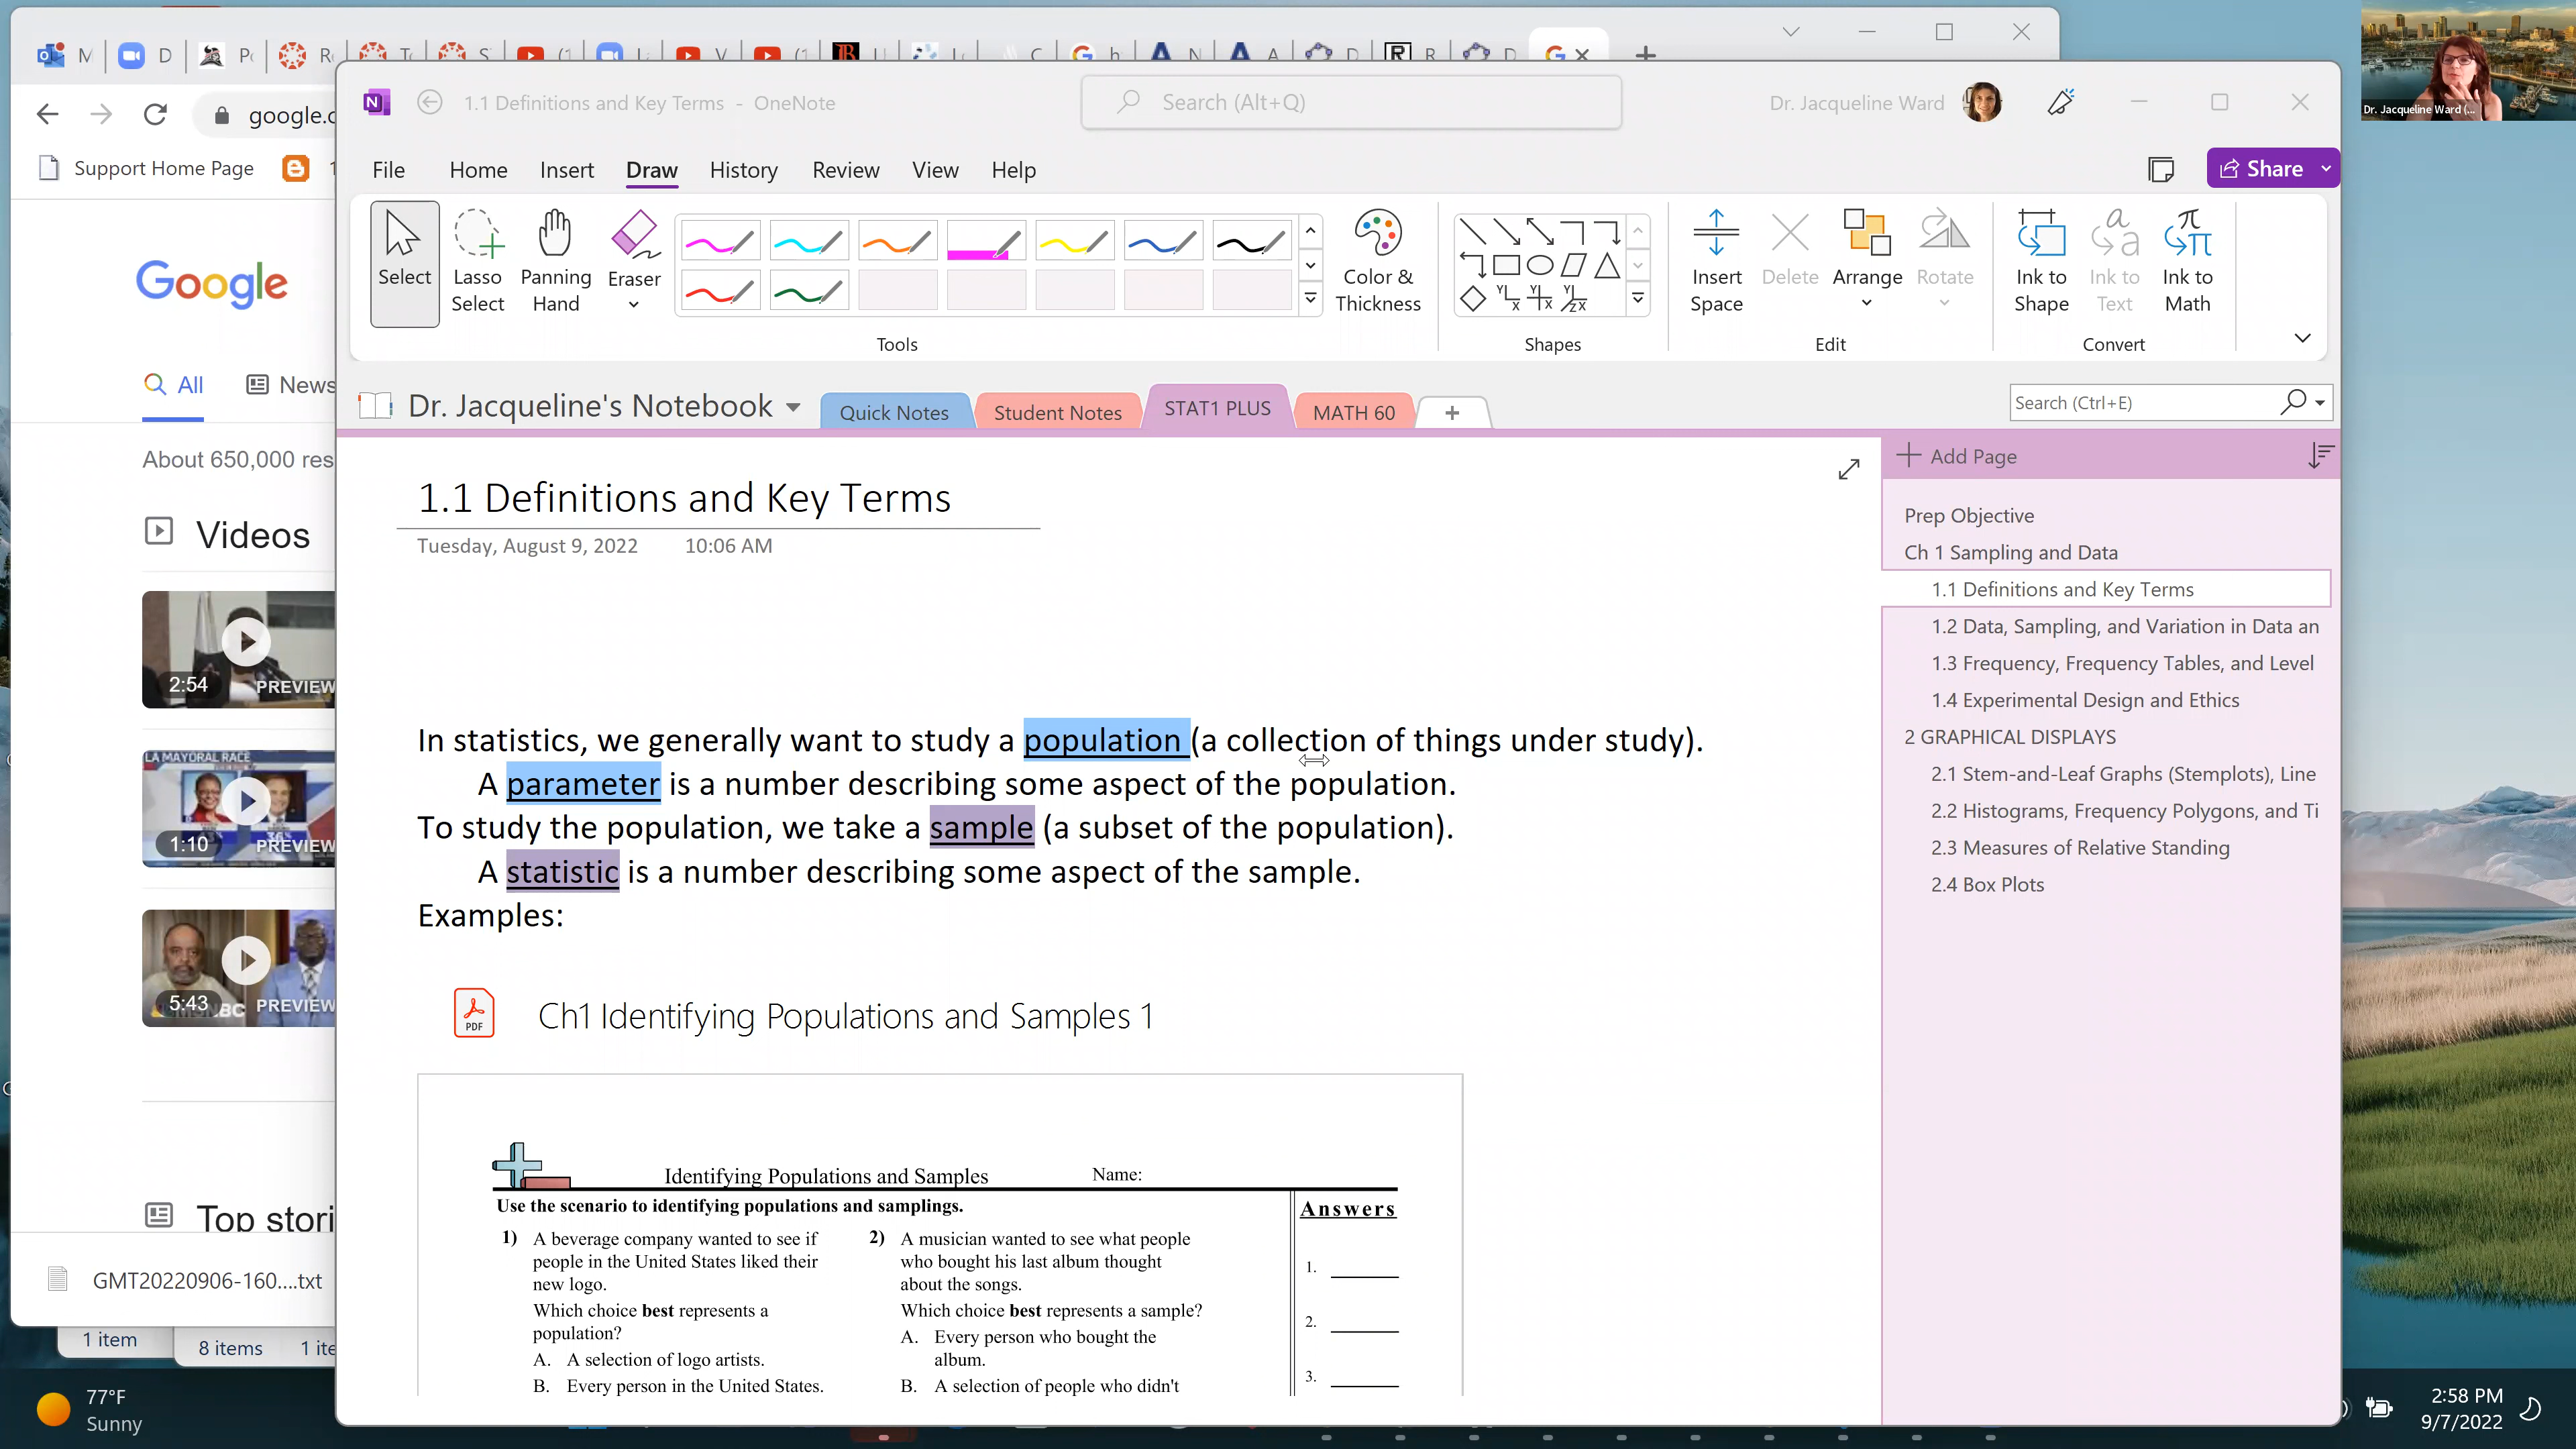 M
D
Po
R
To
S
(1
La
V
(1
U
Lo
C
h
N
A
D
R
D
google.c
Support Home Page
Google
All
News
About 650,000 res
Videos
2:54
PREVIEW
LA MAYORAL RACE
1:10
PREVIEW
5:43
PREVIEW
Top stori
GMT20220906-160....txt
1 item
8 items
1 ite
77°F
Sunny
1.1 Definitions and Key Terms - OneNote
Search (Alt+Q)
Dr. Jacqueline Ward
File Home Insert Draw History Review View Help
Share
Select
Lasso Select
Panning Hand
Eraser
Color & Thickness
Insert Space
Delete
Arrange
Rotate
Ink to Shape
Ink to Text
Ink to Math
Tools
Shapes
Edit
Convert
Dr. Jacqueline's Notebook
Quick Notes
Student Notes
STAT1 PLUS
MATH 60
Search (Ctrl+E)
1.1 Definitions and Key Terms
Tuesday, August 9, 2022 10:06 AM
In statistics, we generally want to study a population (a collection of things under study).
A parameter is a number describing some aspect of the population.
To study the population, we take a sample (a subset of the population).
A statistic is a number describing some aspect of the sample.
Examples:
PDF
Ch1 Identifying Populations and Samples 1
Identifying Populations and Samples
Name:
Use the scenario to identifying populations and samplings.
Answers
1) A beverage company wanted to see if
people in the United States liked their
new logo.
Which choice best represents a
population?
A. A selection of logo artists.
B. Every person in the United States.
2) A musician wanted to see what people
who bought his last album thought
about the songs.
Which choice best represents a sample?
A. Every person who bought the
album.
B. A selection of people who didn't
1.
2.
3.
Add Page
Prep Objective
Ch 1 Sampling and Data
1.1 Definitions and Key Terms
1.2 Data, Sampling, and Variation in Data an
1.3 Frequency, Frequency Tables, and Level
1.4 Experimental Design and Ethics
2 GRAPHICAL DISPLAYS
2.1 Stem-and-Leaf Graphs (Stemplots), Line
2.2 Histograms, Frequency Polygons, and Ti
2.3 Measures of Relative Standing
2.4 Box Plots
Dr. Jacqueline Ward (...
2:58 PM
9/7/2022